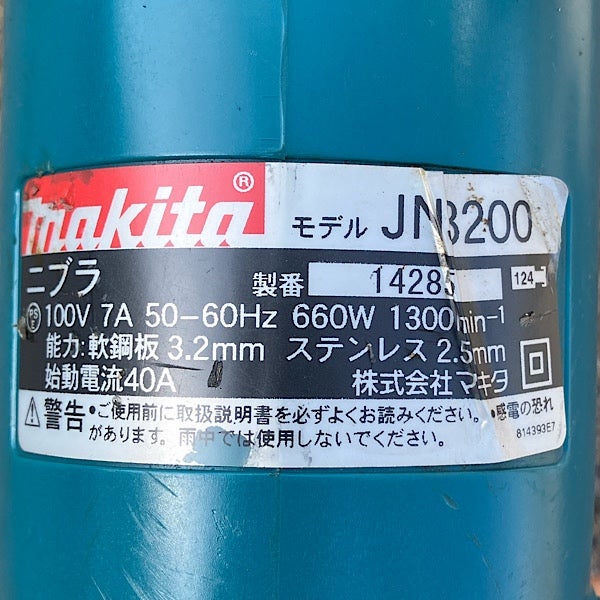 makita®
モデル JN3200
ニブラ 製番 14285 124
PSE 100V 7A 50-60Hz 660W 1300min-1
能力:軟鋼板 3.2mm ステンレス 2.5mm
始動電流40A 株式会社マキタ
警告 •ご使用前に取扱説明書を必ずよくお読みください。 •感電の恐れ
があります。雨中では使用しないでください。 814393E7